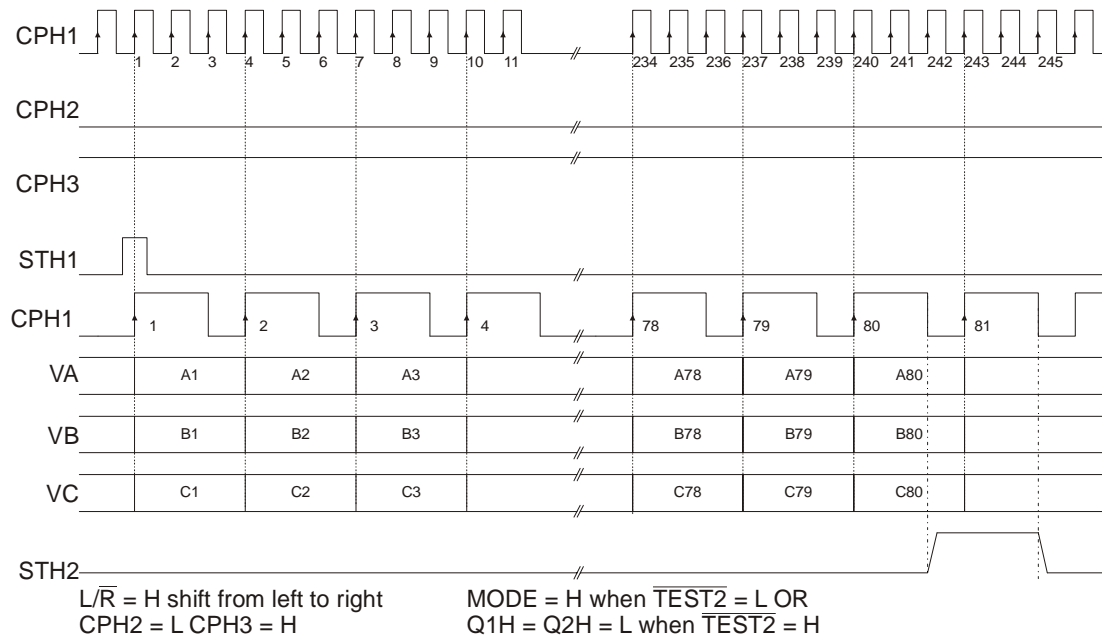 CPH1
1 2 3 4 5 6 7 8 9 10 11 234 235 236 237 238 239 240 241 242 243 244 245
CPH2
CPH3
STH1
CPH1 1 2 3 4 78 79 80 81
VA A1 A2 A3 A78 A79 A80
VB B1 B2 B3 B78 B79 B80
VC C1 C2 C3 C78 C79 C80
STH2
L/R̅ = H shift from left to right MODE = H when T̅E̅S̅T̅2̅ = L OR
CPH2 = L CPH3 = H Q1H = Q2H = L when T̅E̅S̅T̅2̅ = H